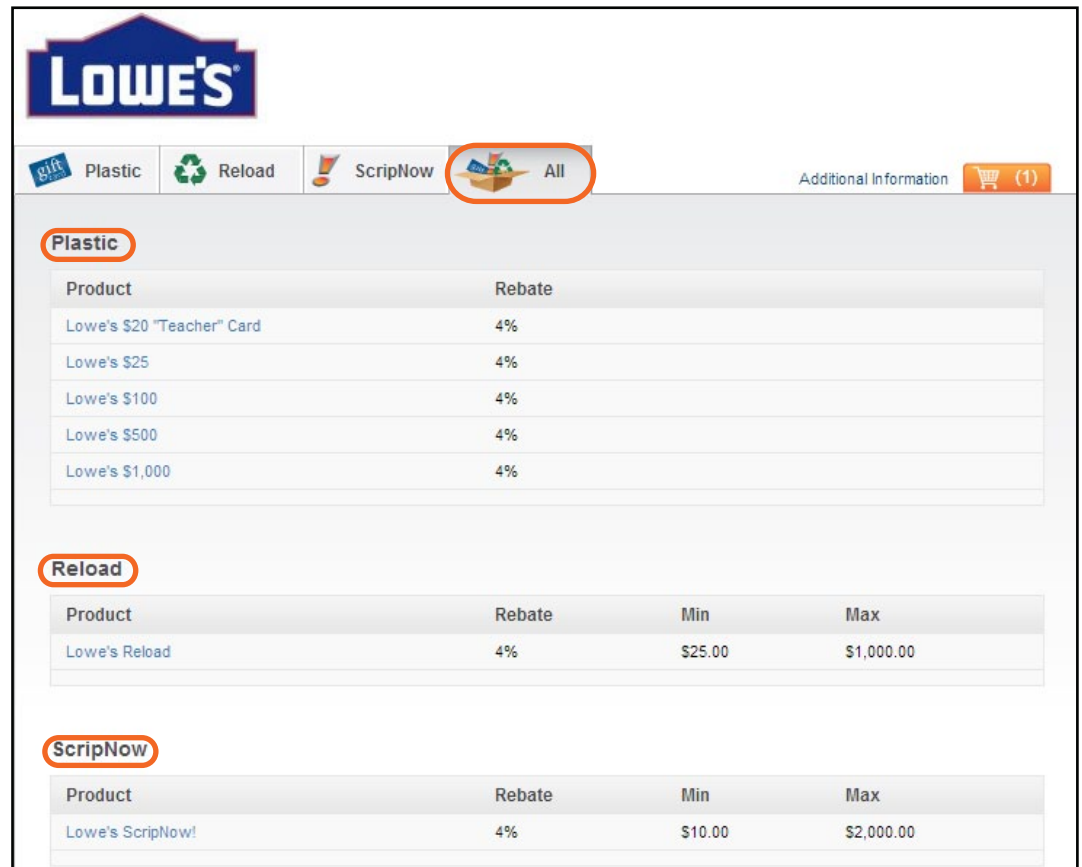 LOWE'S
gift Plastic Reload ScripNow All Additional Information (1)
Plastic
Product Rebate
Lowe's $20 "Teacher" Card 4%
Lowe's $25 4%
Lowe's $100 4%
Lowe's $500 4%
Lowe's $1,000 4%
Reload
Product Rebate Min Max
Lowe's Reload 4% $25.00 $1,000.00
ScripNow
Product Rebate Min Max
Lowe's ScripNow! 4% $10.00 $2,000.00